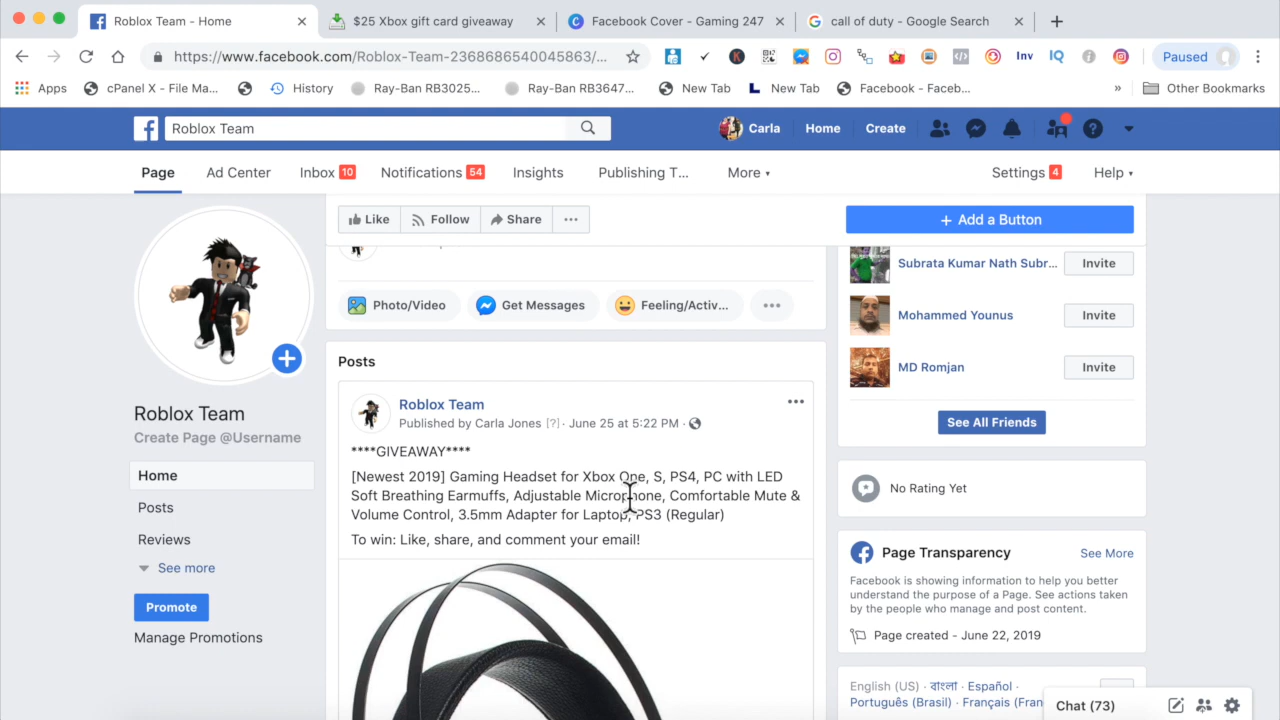 Roblox Team - Home
$25 Xbox gift card giveaway
Facebook Cover - Gaming 247
call of duty - Google Search
https://www.facebook.com/Roblox-Team-2368686540045863/...
Inv
IQ
Paused
Apps
cPanel X - File Ma...
History
Ray-Ban RB3025...
Ray-Ban RB3647...
New Tab
New Tab
Facebook - Faceb...
»
Other Bookmarks
Roblox Team
Carla
Home
Create
Page
Ad Center
Inbox 10
Notifications 54
Insights
Publishing T...
More
Settings 4
Help
Like
Follow
Share
+ Add a Button
Subrata Kumar Nath Subr...
Invite
Photo/Video
Get Messages
Feeling/Activ...
Mohammed Younus
Invite
MD Romjan
Invite
See All Friends
Posts
Roblox Team
Published by Carla Jones [?] · June 25 at 5:22 PM ·
****GIVEAWAY****
[Newest 2019] Gaming Headset for Xbox One, S, PS4, PC with LED
Soft Breathing Earmuffs, Adjustable Microphone, Comfortable Mute &
Volume Control, 3.5mm Adapter for Laptop, PS3 (Regular)
To win: Like, share, and comment your email!
Roblox Team
Create Page @Username
Home
Posts
Reviews
See more
Promote
Manage Promotions
No Rating Yet
Page Transparency
See More
Facebook is showing information to help you better
understand the purpose of a Page. See actions taken
by the people who manage and post content.
Page created - June 22, 2019
English (US) · বাংলা · Español ·
Português (Brasil) · Français (Fran
Chat (73)